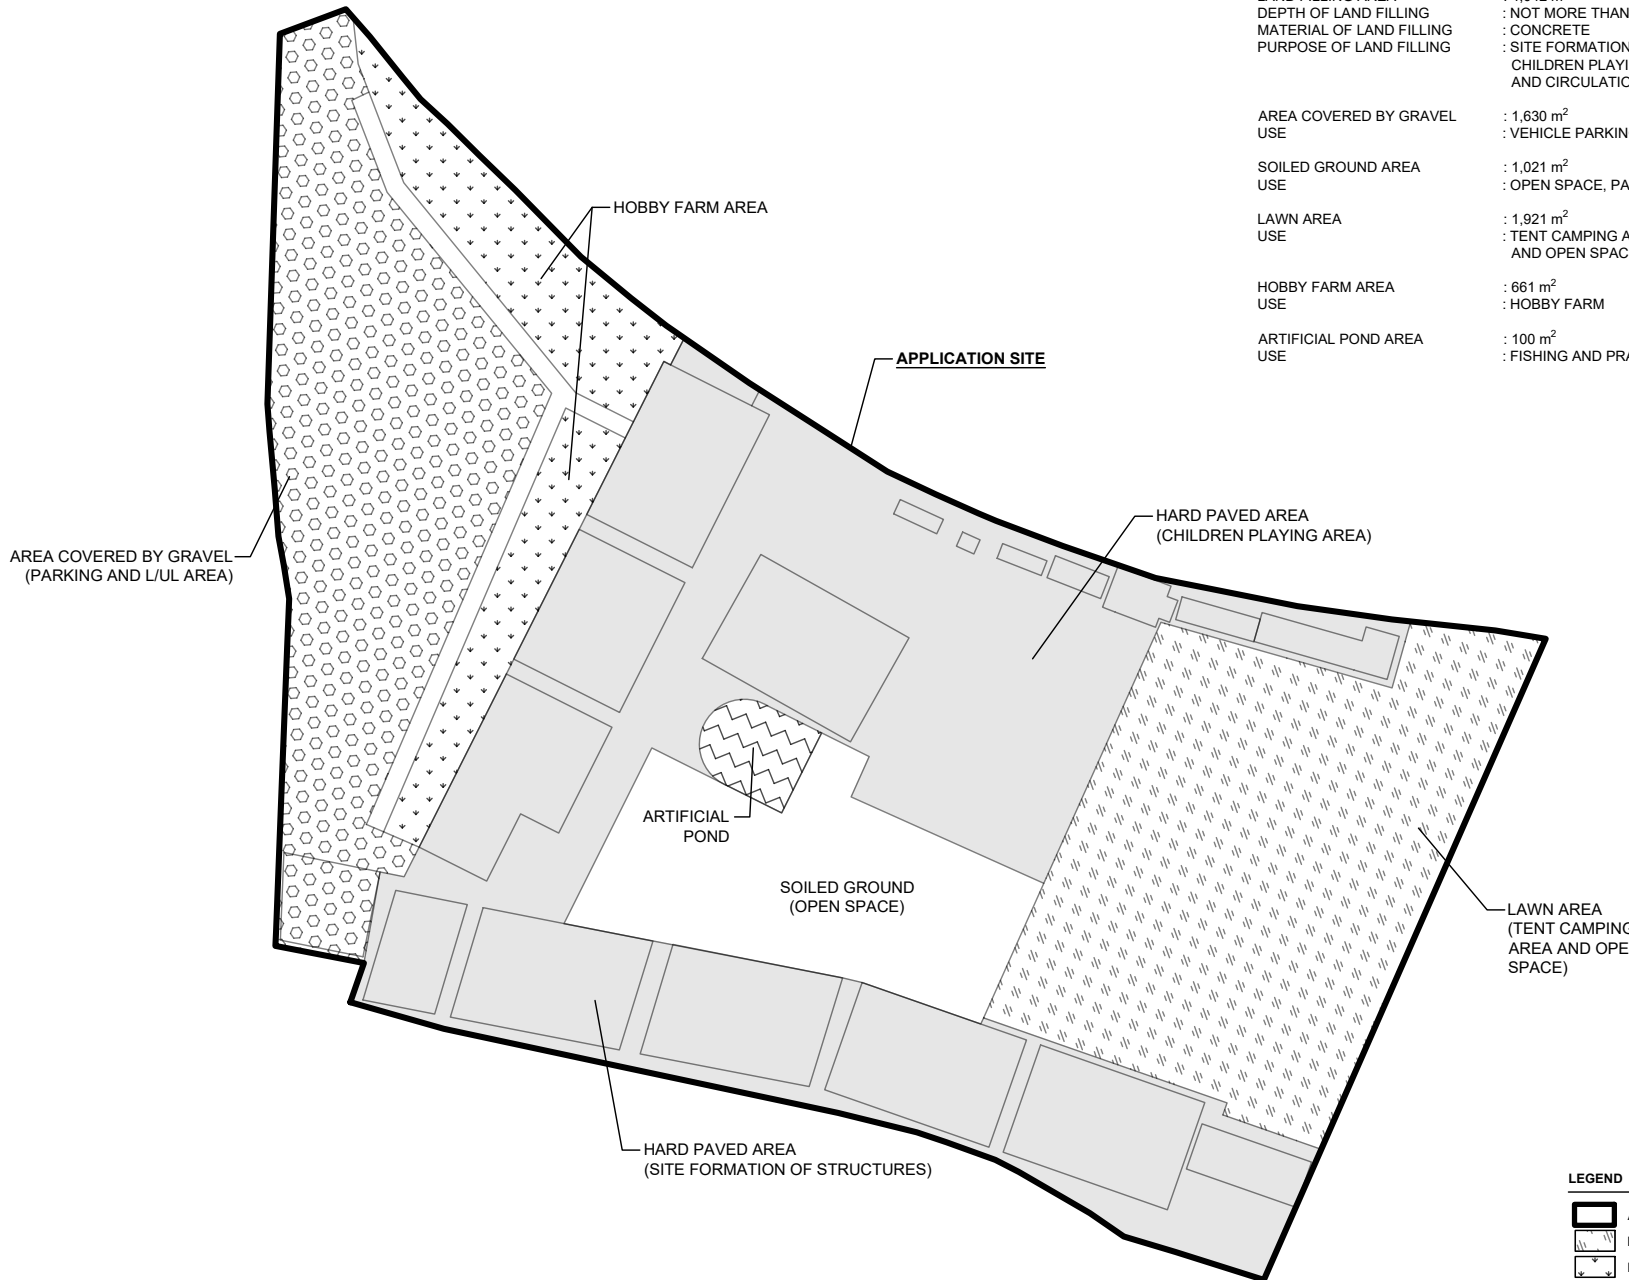 DEPTH OF LAND FILLING : NOT MORE THAN
MATERIAL OF LAND FILLING : CONCRETE
PURPOSE OF LAND FILLING : SITE FORMATION
CHILDREN PLAYI
AND CIRCULATIO
AREA COVERED BY GRAVEL : 1,630 m²
USE : VEHICLE PARKIN
SOILED GROUND AREA : 1,021 m²
USE : OPEN SPACE, PA
LAWN AREA : 1,921 m²
USE : TENT CAMPING A
AND OPEN SPAC
HOBBY FARM AREA : 661 m²
USE : HOBBY FARM
ARTIFICIAL POND AREA : 100 m²
USE : FISHING AND PRA
HOBBY FARM AREA
APPLICATION SITE
HARD PAVED AREA
(CHILDREN PLAYING AREA)
AREA COVERED BY GRAVEL
(PARKING AND L/UL AREA)
ARTIFICIAL
POND
SOILED GROUND
(OPEN SPACE)
LAWN AREA
(TENT CAMPING
AREA AND OPE
SPACE)
HARD PAVED AREA
(SITE FORMATION OF STRUCTURES)
LEGEND